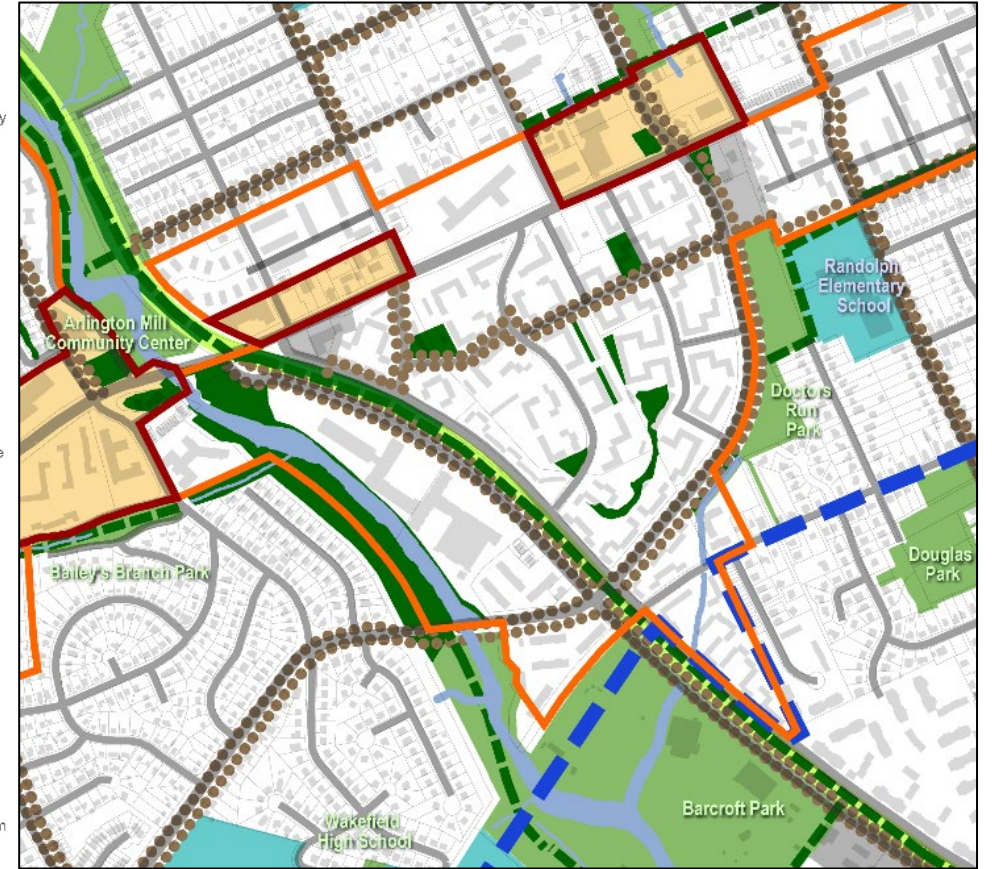 Randolph
Elementary
School
Arlington Mill
Community Center
Doctors
Run
Park
Douglas
Park
Bailey's Branch Park
Barcroft Park
Wakefield
High School